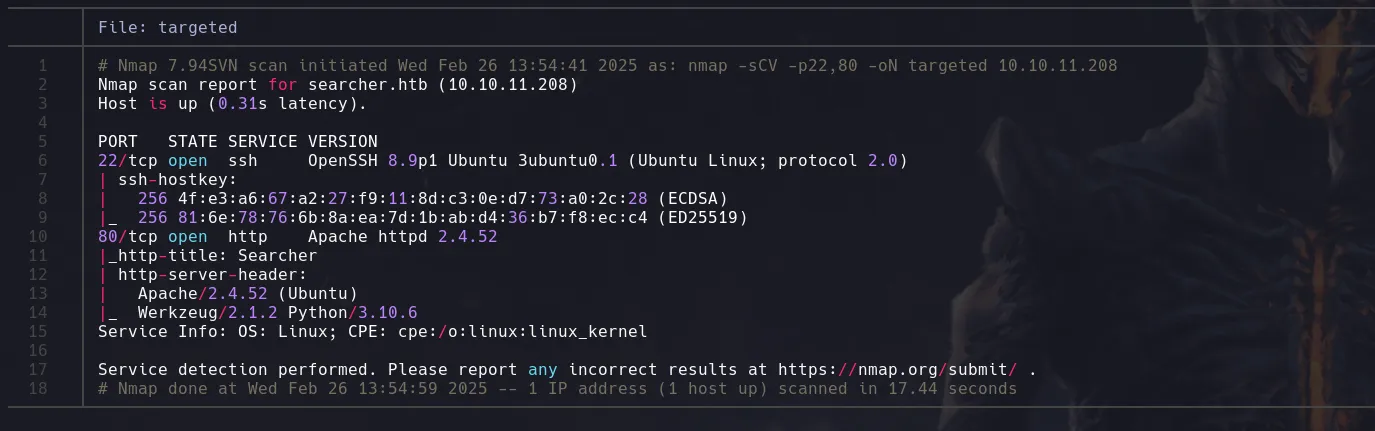 File: targeted
1 # Nmap 7.94SVN scan initiated Wed Feb 26 13:54:41 2025 as: nmap -sCV -p22,80 -oN targeted 10.10.11.208
2 Nmap scan report for searcher.htb (10.10.11.208)
3 Host is up (0.31s latency).
4
5 PORT   STATE SERVICE VERSION
6 22/tcp open  ssh     OpenSSH 8.9p1 Ubuntu 3ubuntu0.1 (Ubuntu Linux; protocol 2.0)
7 | ssh-hostkey:
8 |   256 4f:e3:a6:67:a2:27:f9:11:8d:c3:0e:d7:73:a0:2c:28 (ECDSA)
9 |_  256 81:6e:78:76:6b:8a:ea:7d:1b:ab:d4:36:b7:f8:ec:c4 (ED25519)
10 80/tcp open  http    Apache httpd 2.4.52
11 |_http-title: Searcher
12 | http-server-header:
13 |   Apache/2.4.52 (Ubuntu)
14 |_  Werkzeug/2.1.2 Python/3.10.6
15 Service Info: OS: Linux; CPE: cpe:/o:linux:linux_kernel
16
17 Service detection performed. Please report any incorrect results at https://nmap.org/submit/ .
18 # Nmap done at Wed Feb 26 13:54:59 2025 -- 1 IP address (1 host up) scanned in 17.44 seconds